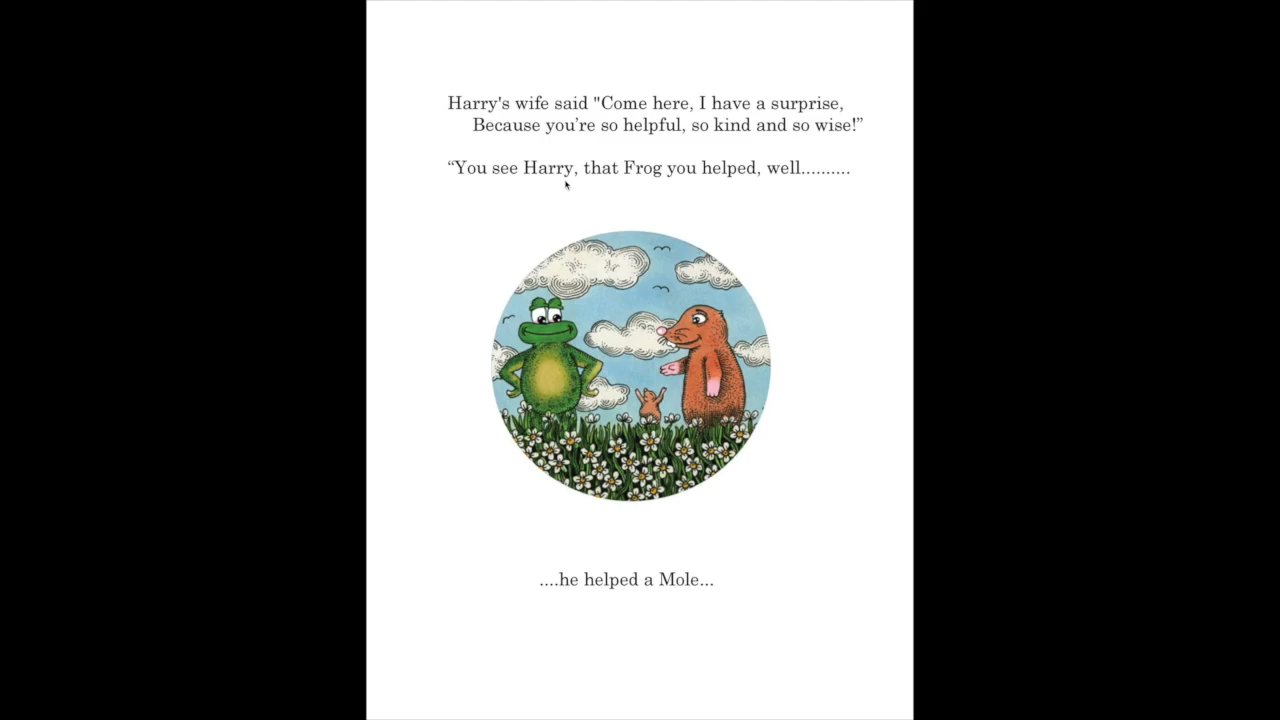 Harry's wife said "Come here, I have a surprise,
Because you’re so helpful, so kind and so wise!”
“You see Harry, that Frog you helped, well..........
....he helped a Mole...